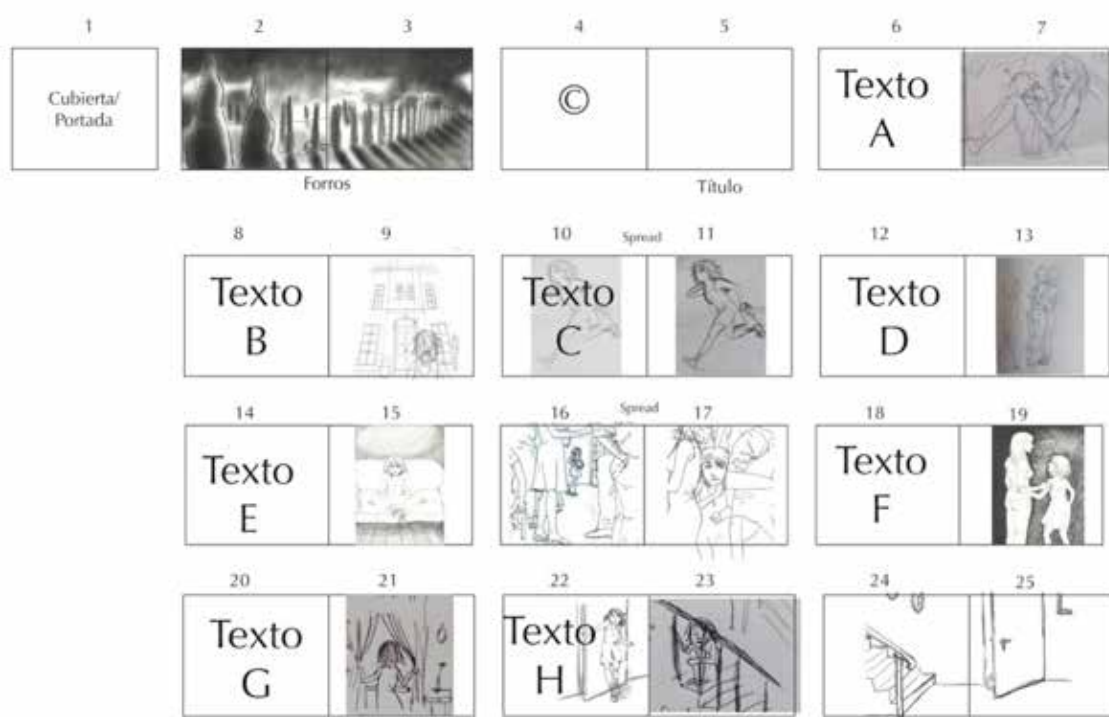 1
2
3
4
5
6
7
Cubierta/
Portada
©
Texto
A
Forros
Título
8
9
10
Spread
11
12
13
Texto
B
Texto
C
Texto
D
14
15
16
Spread
17
18
19
Texto
E
Texto
F
20
21
22
23
24
25
Texto
G
Texto
H